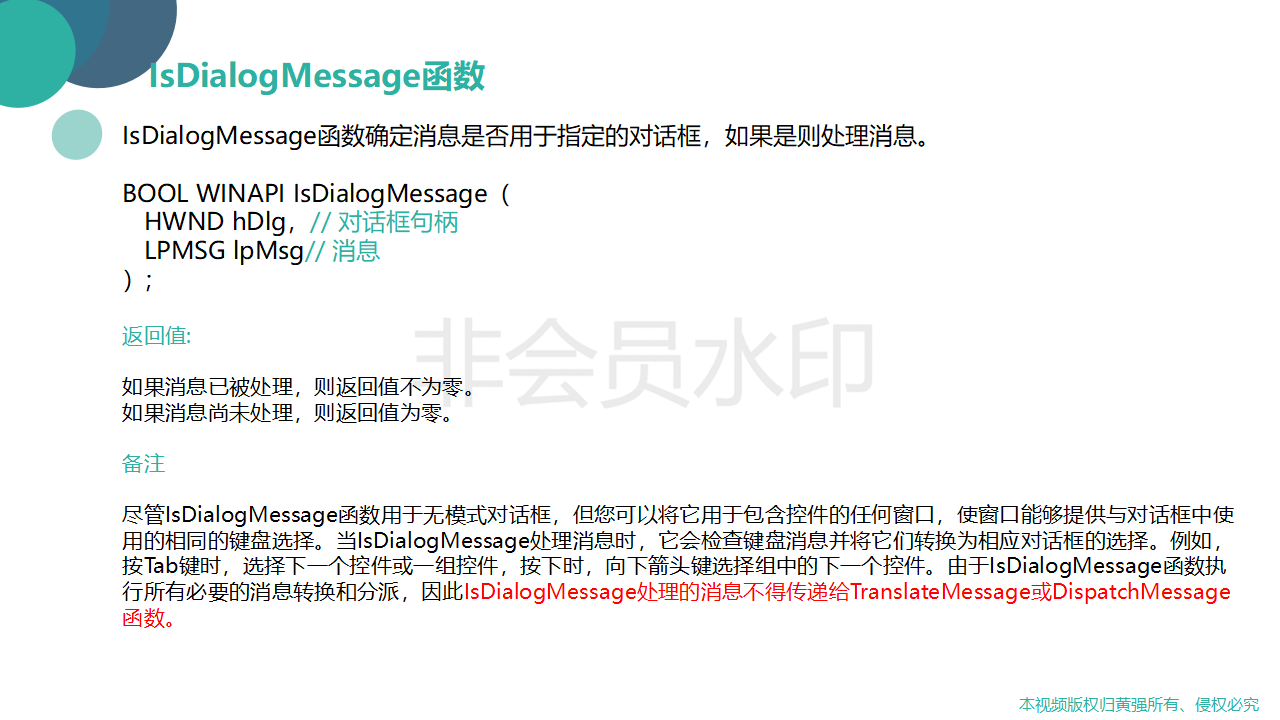 IsDialogMessage函数
IsDialogMessage函数确定消息是否用于指定的对话框，如果是则处理消息。
BOOL WINAPI IsDialogMessage（
HWND hDlg，// 对话框句柄
LPMSG lpMsg// 消息
）；
非会员水印
返回值:
如果消息已被处理，则返回值不为零。
如果消息尚未处理，则返回值为零。
备注
尽管IsDialogMessage函数用于无模式对话框，但您可以将它用于包含控件的任何窗口，使窗口能够提供与对话框中使
用的相同的键盘选择。当IsDialogMessage处理消息时，它会检查键盘消息并将它们转换为相应对话框的选择。例如，
按Tab键时，选择下一个控件或一组控件，按下时，向下箭头键选择组中的下一个控件。由于IsDialogMessage函数执
行所有必要的消息转换和分派，因此IsDialogMessage处理的消息不得传递给TranslateMessage或DispatchMessage
函数。
本视频版权归黄强所有、侵权必究